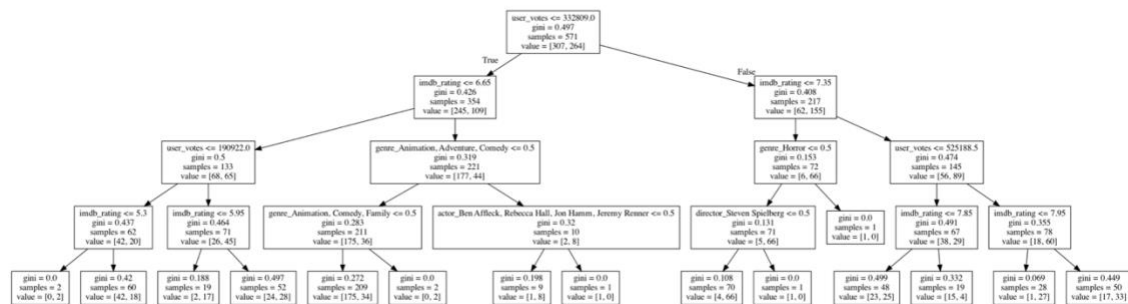 user_votes <= 332809.0
gini = 0.497
samples = 571
value = [307, 264]
True
False
imdb_rating <= 6.65
gini = 0.426
samples = 354
value = [245, 109]
imdb_rating <= 7.35
gini = 0.408
samples = 217
value = [62, 155]
user_votes <= 190922.0
gini = 0.5
samples = 133
value = [68, 65]
genre_Animation, Adventure, Comedy <= 0.5
gini = 0.319
samples = 221
value = [177, 44]
genre_Horror <= 0.5
gini = 0.153
samples = 72
value = [6, 66]
user_votes <= 525188.5
gini = 0.474
samples = 145
value = [56, 89]
imdb_rating <= 5.3
gini = 0.437
samples = 62
value = [42, 20]
imdb_rating <= 5.95
gini = 0.464
samples = 71
value = [26, 45]
genre_Animation, Comedy, Family <= 0.5
gini = 0.283
samples = 211
value = [175, 36]
actor_Ben Affleck, Rebecca Hall, Jon Hamm, Jeremy Renner <= 0.5
gini = 0.32
samples = 10
value = [2, 8]
director_Steven Spielberg <= 0.5
gini = 0.131
samples = 71
value = [5, 66]
gini = 0.0
samples = 1
value = [1, 0]
imdb_rating <= 7.85
gini = 0.491
samples = 67
value = [38, 29]
imdb_rating <= 7.95
gini = 0.355
samples = 78
value = [18, 60]
gini = 0.0
samples = 2
value = [0, 2]
gini = 0.42
samples = 60
value = [42, 18]
gini = 0.188
samples = 19
value = [2, 17]
gini = 0.497
samples = 52
value = [24, 28]
gini = 0.272
samples = 209
value = [175, 34]
gini = 0.0
samples = 2
value = [0, 2]
gini = 0.198
samples = 9
value = [1, 8]
gini = 0.0
samples = 1
value = [1, 0]
gini = 0.108
samples = 70
value = [4, 66]
gini = 0.0
samples = 1
value = [1, 0]
gini = 0.499
samples = 48
value = [23, 25]
gini = 0.332
samples = 19
value = [15, 4]
gini = 0.069
samples = 28
value = [1, 27]
gini = 0.449
samples = 50
value = [17, 33]